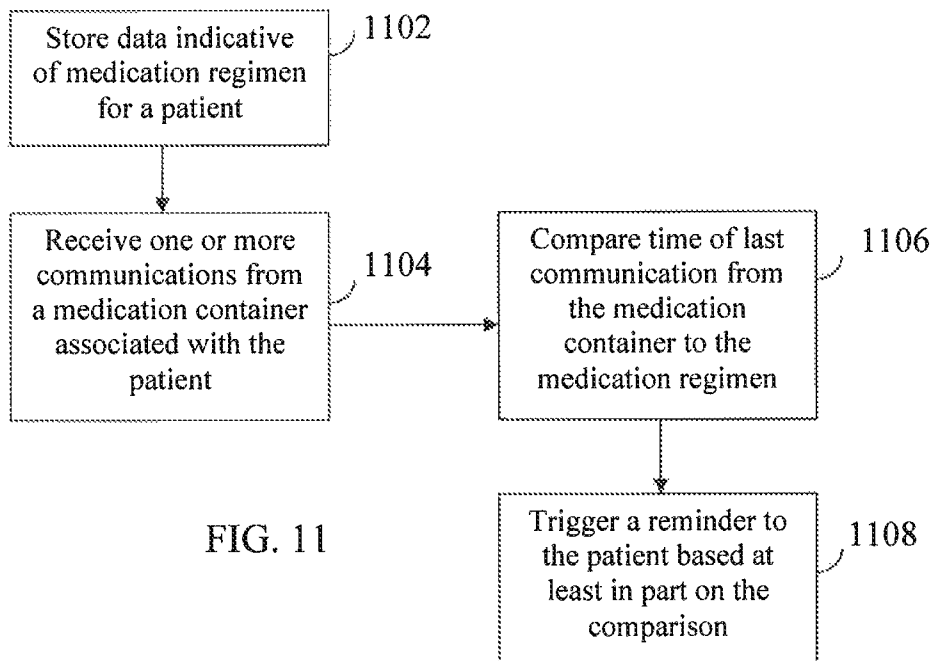 Store data indicative
of medication regimen
for a patient
1102
Receive one or more
communications from
a medication container
associated with the
patient
1104
Compare time of last
communication from
the medication
container to the
medication regimen
1106
Trigger a reminder to
the patient based at
least in part on the
comparison
1108
FIG. 11